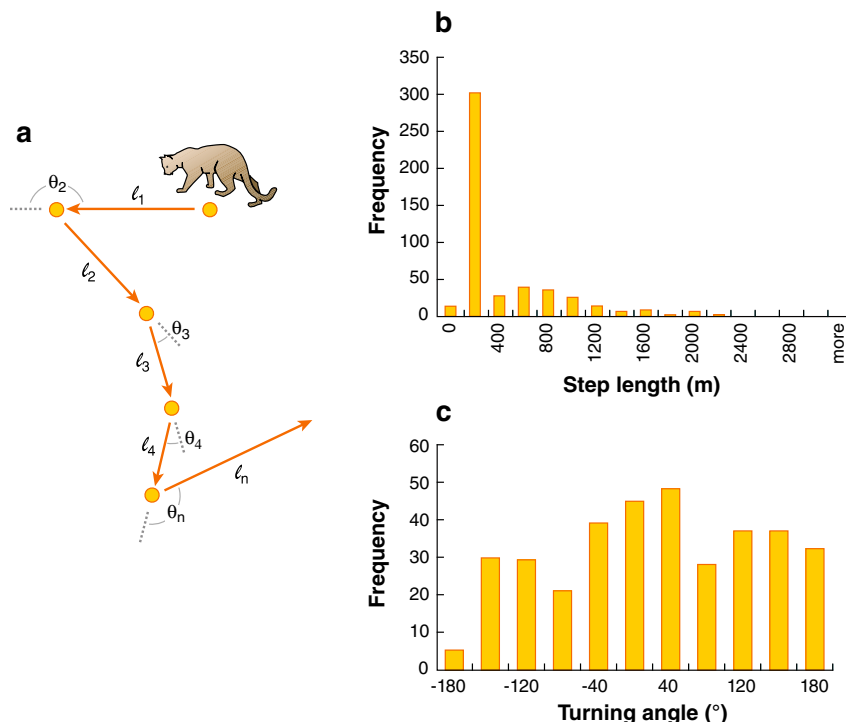 a
θ2
ℓ1
ℓ2
θ3
ℓ3
θ4
ℓ4
ℓn
θn
b
Frequency
350
300
250
200
150
100
50
0
0
400
800
1200
1600
2000
2400
2800
more
Step length (m)
c
Frequency
60
50
40
30
20
10
0
-180
-120
-40
40
120
180
Turning angle (°)